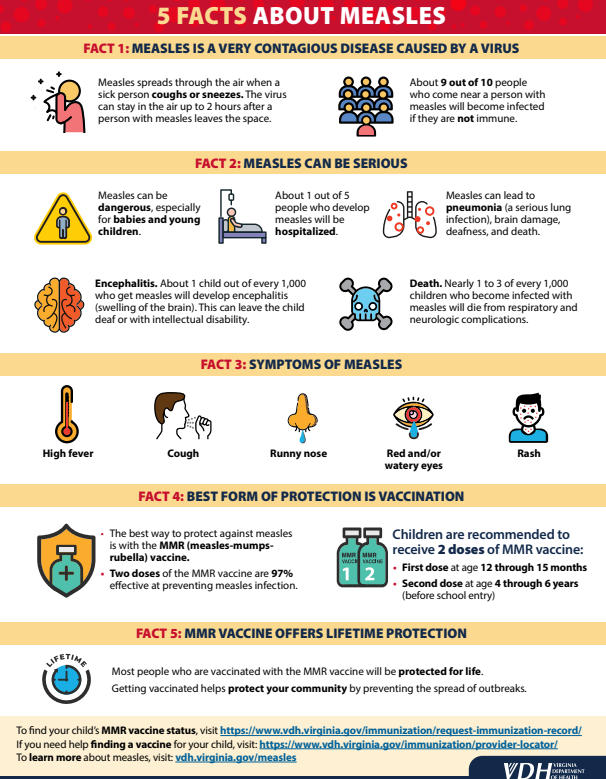 5 FACTS ABOUT MEASLES
FACT 1: MEASLES IS A VERY CONTAGIOUS DISEASE CAUSED BY A VIRUS
Measles spreads through the air when a
sick person coughs or sneezes. The virus
can stay in the air up to 2 hours after a
person with measles leaves the space.
About 9 out of 10 people
who come near a person with
measles will become infected
if they are not immune.
FACT 2: MEASLES CAN BE SERIOUS
Measles can be
dangerous, especially
for babies and young
children.
About 1 out of 5
people who develop
measles will be
hospitalized.
Measles can lead to
pneumonia (a serious lung
infection), brain damage,
deafness, and death.
Encephalitis. About 1 child out of every 1,000
who get measles will develop encephalitis
(swelling of the brain). This can leave the child
deaf or with intellectual disability.
Death. Nearly 1 to 3 of every 1,000
children who become infected with
measles will die from respiratory and
neurologic complications.
FACT 3: SYMPTOMS OF MEASLES
High fever
Cough
Runny nose
Red and/or
watery eyes
Rash
FACT 4: BEST FORM OF PROTECTION IS VACCINATION
• The best way to protect against measles
is with the MMR (measles-mumps-
rubella) vaccine.
• Two doses of the MMR vaccine are 97%
effective at preventing measles infection.
MMR VACCINE 1
MMR VACCINE 2
Children are recommended to
receive 2 doses of MMR vaccine:
• First dose at age 12 through 15 months
• Second dose at age 4 through 6 years
(before school entry)
FACT 5: MMR VACCINE OFFERS LIFETIME PROTECTION
LIFETIME
Most people who are vaccinated with the MMR vaccine will be protected for life.
Getting vaccinated helps protect your community by preventing the spread of outbreaks.
To find your child's MMR vaccine status, visit https://www.vdh.virginia.gov/immunization/request-immunization-record/
If you need help finding a vaccine for your child, visit: https://www.vdh.virginia.gov/immunization/provider-locator/
To learn more about measles, visit: vdh.virginia.gov/measles
VDH VIRGINIA
DEPARTMENT
OF HEALTH